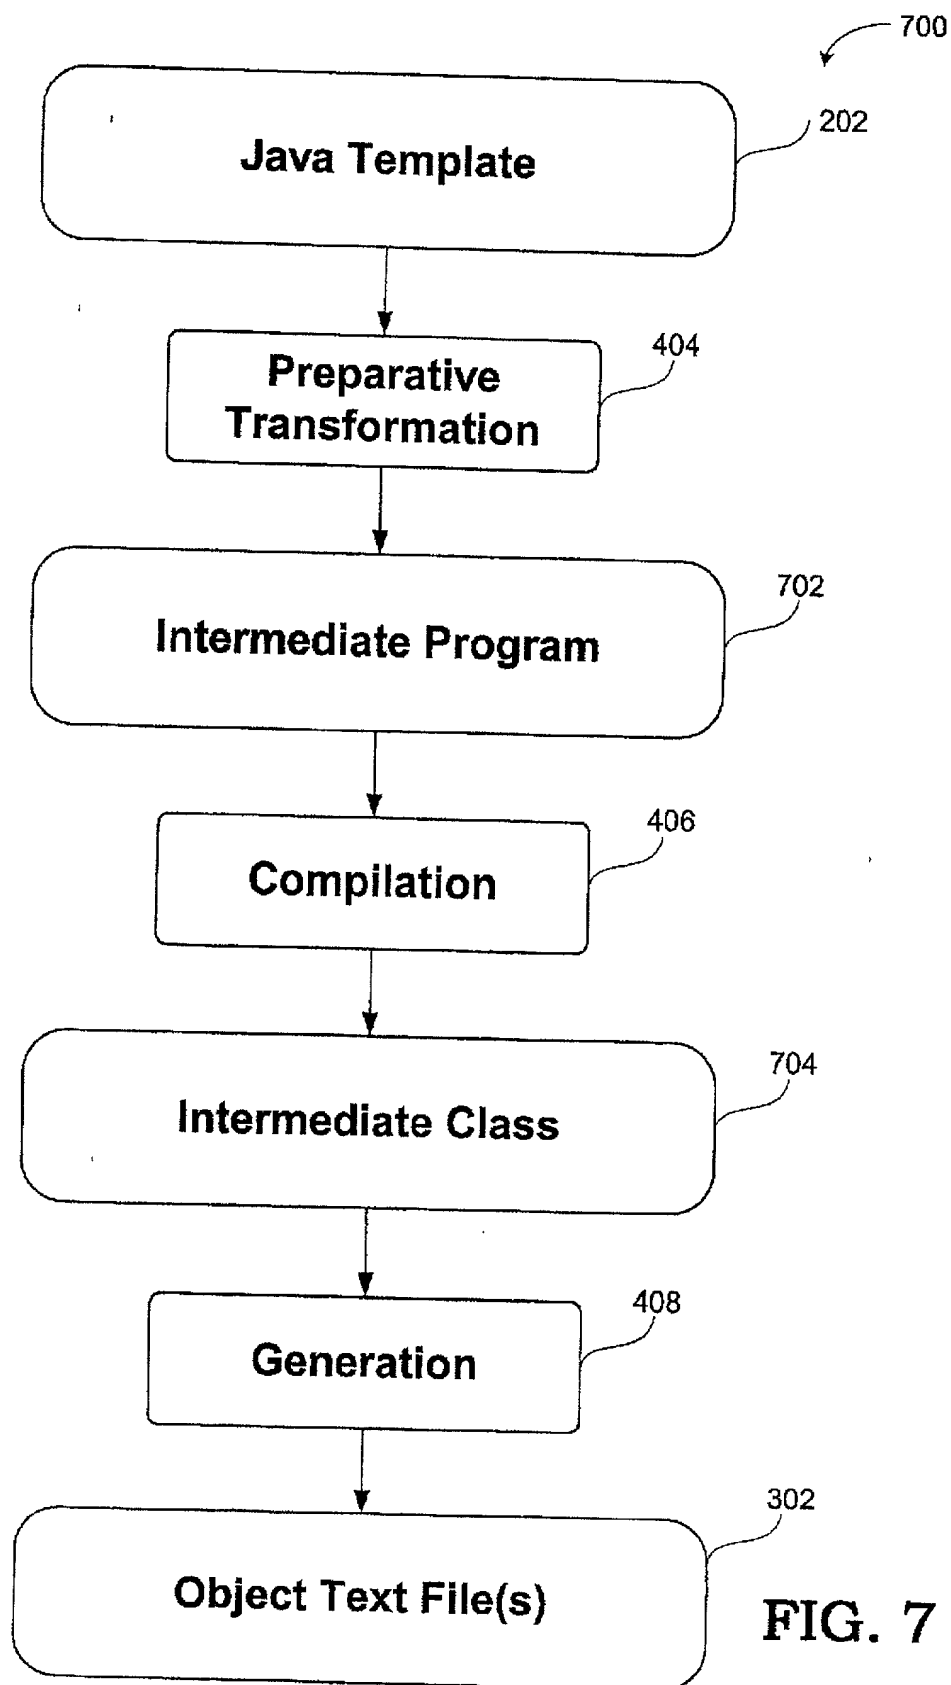 700
Java Template
202
Preparative
Transformation
404
Intermediate Program
702
Compilation
406
Intermediate Class
704
Generation
408
Object Text File(s)
302
FIG. 7